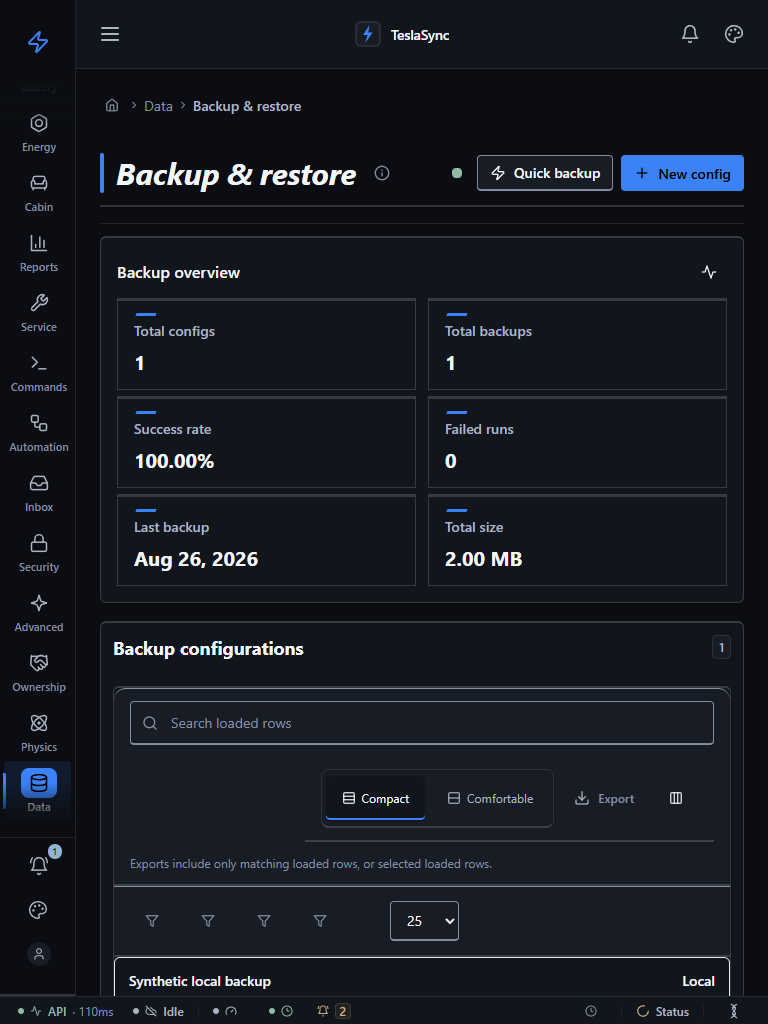 TeslaSync
Data
Backup & restore
Energy
Cabin
Reports
Service
Commands
Automation
Inbox
Security
Advanced
Ownership
Physics
Data
1
Backup & restore
Quick backup
New config
Backup overview
Total configs
1
Total backups
1
Success rate
100.00%
Failed runs
0
Last backup
Aug 26, 2026
Total size
2.00 MB
Backup configurations
1
Search loaded rows
Compact
Comfortable
Export
Exports include only matching loaded rows, or selected loaded rows.
25
Synthetic local backup
Local
API · 110ms
Idle
2
Status